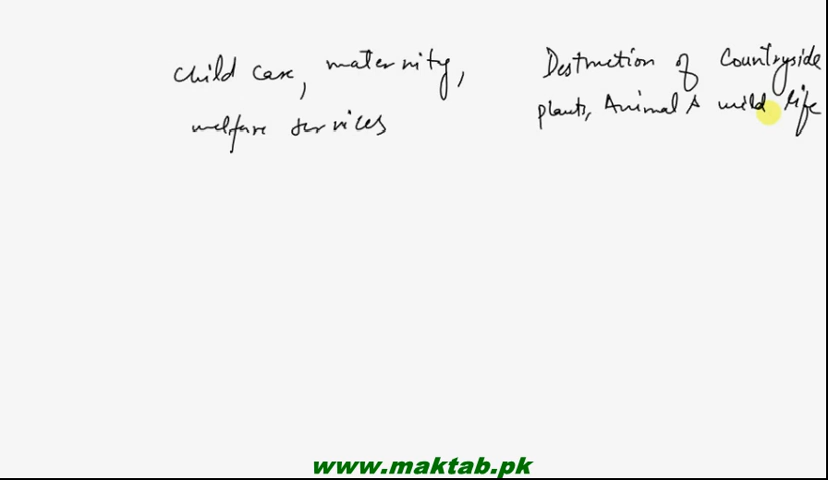 child care, maternity,
welfare services
Destruction of Countryside
plants, Animal & wild life
www.maktab.pk